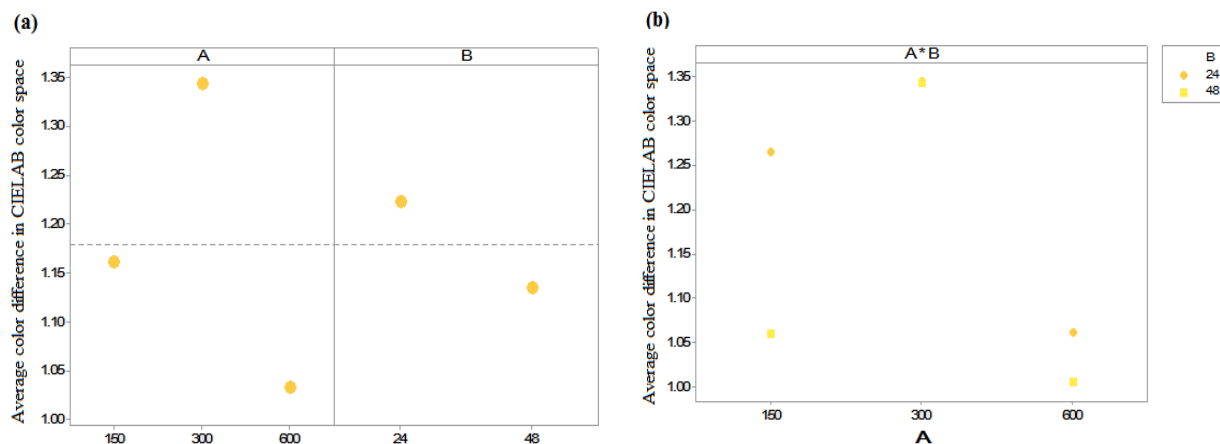 (a)
A B
Average color difference in CIELAB color space
1.35
1.30
1.25
1.20
1.15
1.10
1.05
1.00
150 300 600 24 48
(b)
A*B
Average color difference in CIELAB color space
1.35
1.30
1.25
1.20
1.15
1.10
1.05
1.00
150 300 600
A
B
24
48